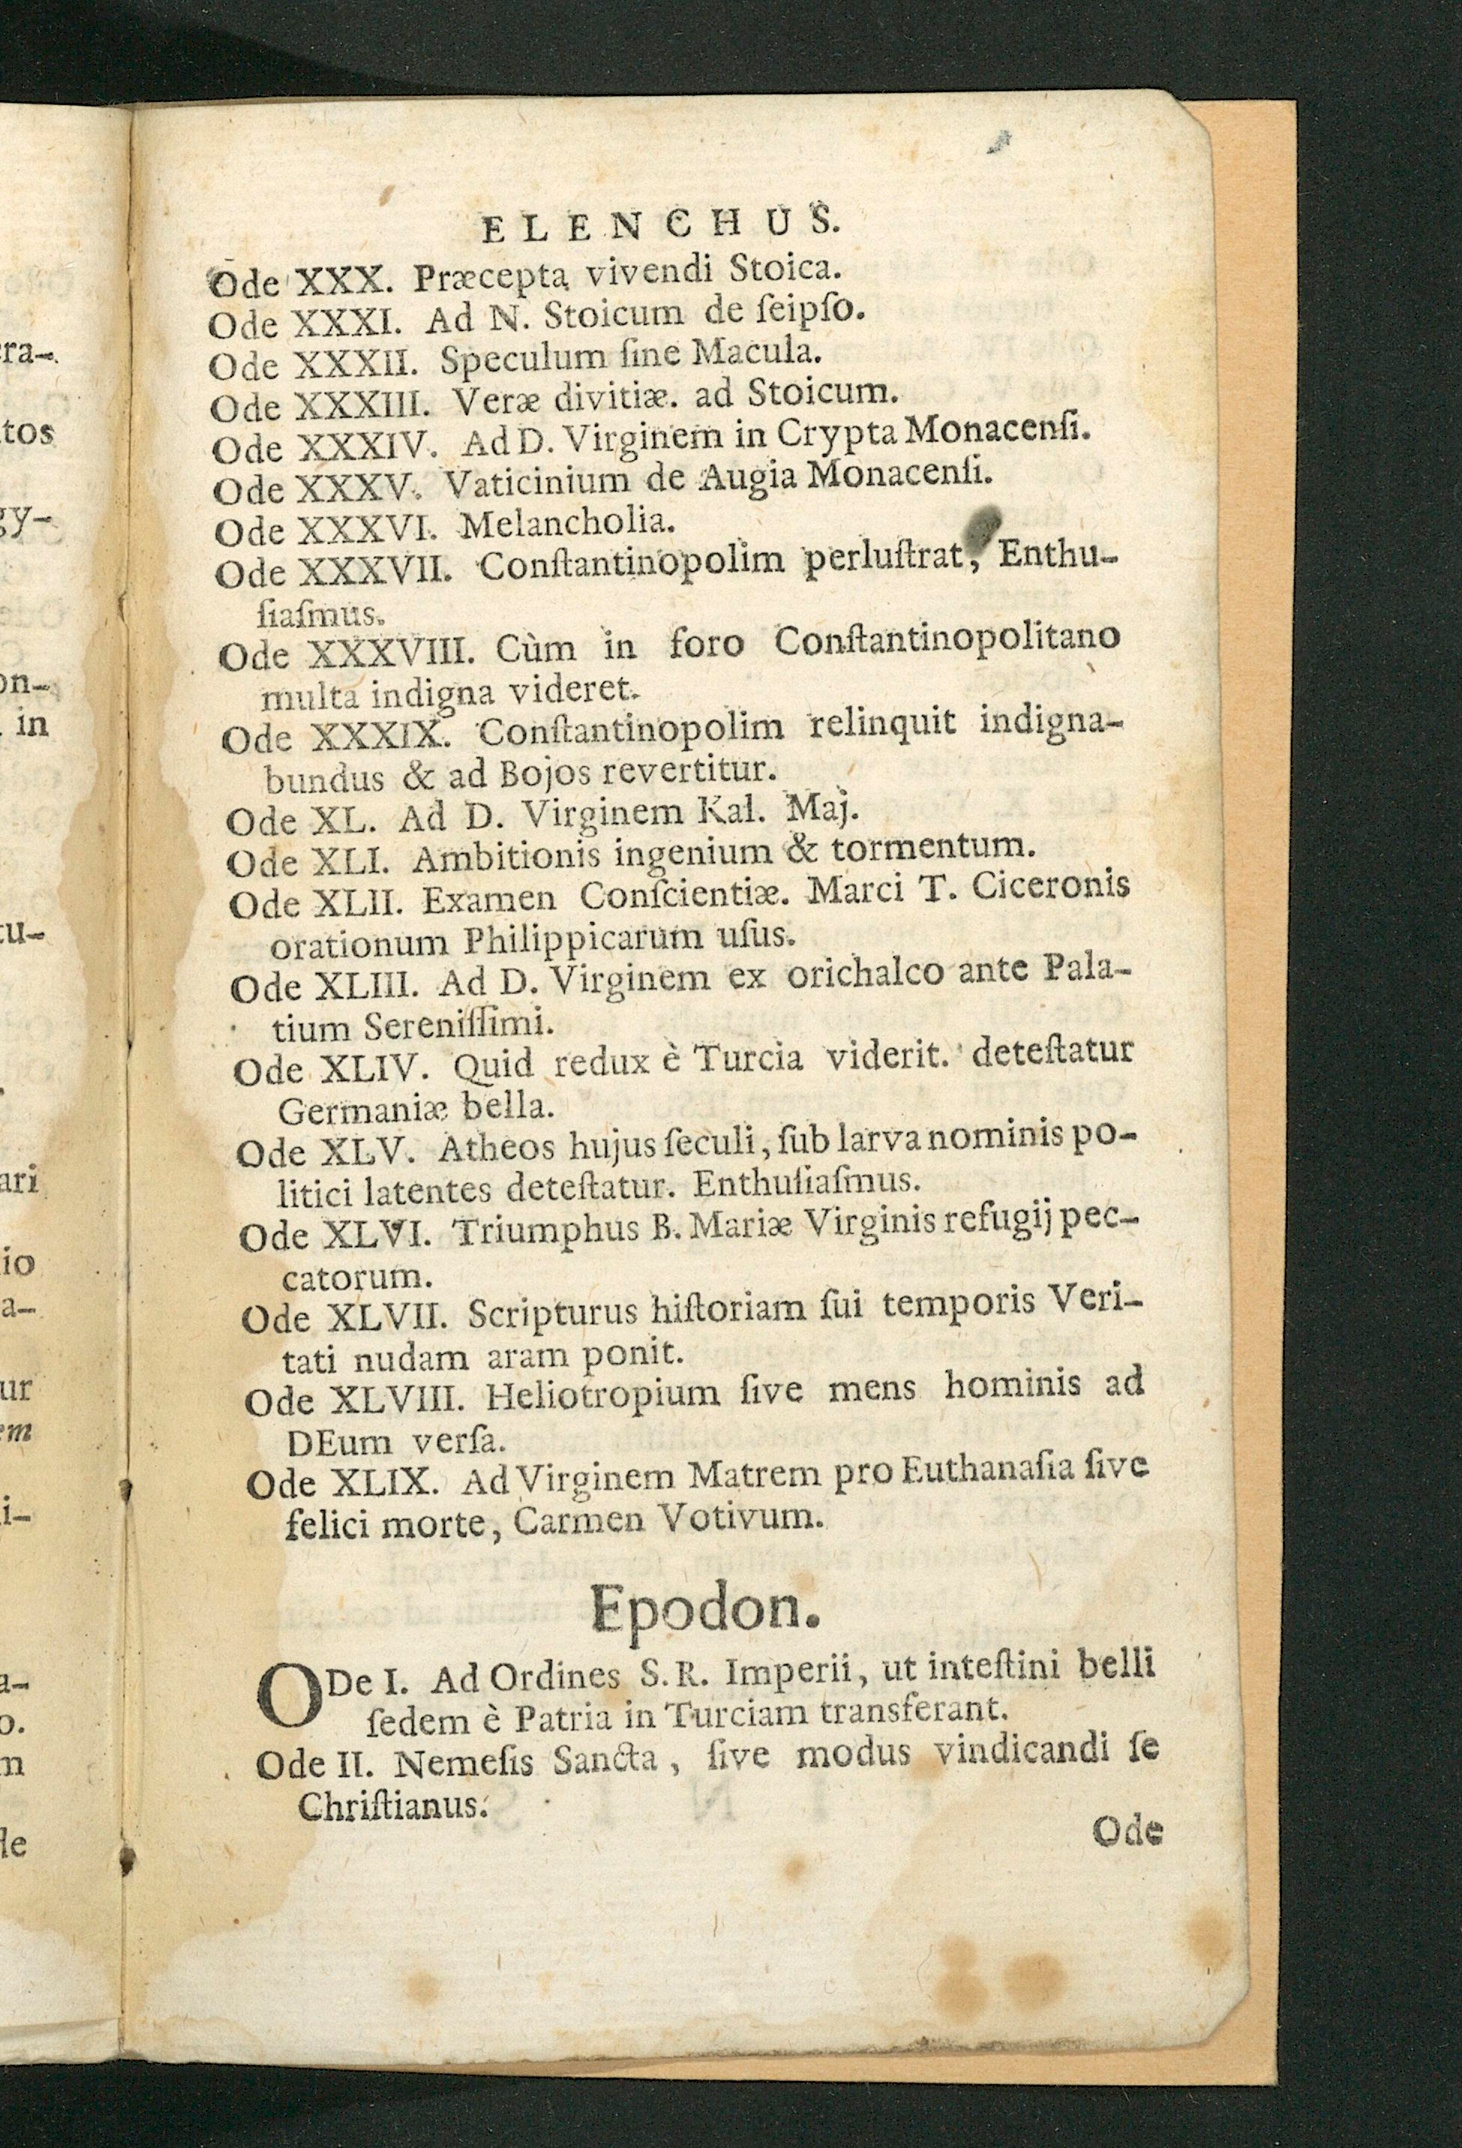 ELENCHUS.
Ode XXX. Præcepta vivendi Stoica.
Ode XXXI. Ad N. Stoicum de ſeipſo.
Ode XXXII. Speculum ſine Macula.
Ode XXXIII. Veræ divitiæ. ad Stoicum.
Ode XXXIV. Ad D. Virginem in Crypta Monacenſi.
Ode XXXV. Vaticinium de Augia Monacenſi.
Ode XXXVI. Melancholia.
Ode XXXVII. Conſtantinopolim perluſtrat, Enthu-
ſiaſmus.
Ode XXXVIII. Cùm in foro Conſtantinopolitano
multa indigna videret.
Ode XXXIX. Conſtantinopolim relinquit indigna-
bundus & ad Bojos revertitur.
Ode XL. Ad D. Virginem Kal. Maj.
Ode XLI. Ambitionis ingenium & tormentum.
Ode XLII. Examen Conſcientiæ. Marci T. Ciceronis
orationum Philippicarum uſus.
Ode XLIII. Ad D. Virginem ex orichalco ante Pala-
tium Sereniſſimi.
Ode XLIV. Quid redux è Turcia viderit. deteſtatur
Germaniæ bella.
Ode XLV. Atheos hujus ſeculi, ſub larva nominis po-
litici latentes deteſtatur. Enthuſiaſmus.
Ode XLVI. Triumphus B. Mariæ Virginis refugij pec-
catorum.
Ode XLVII. Scripturus hiſtoriam ſui temporis Veri-
tati nudam aram ponit.
Ode XLVIII. Heliotropium ſive mens hominis ad
DEum verſa.
Ode XLIX. Ad Virginem Matrem pro Euthanaſia ſive
felici morte, Carmen Votivum.
Epodon.
ODe I. Ad Ordines S. R. Imperii, ut inteſtini belli
ſedem è Patria in Turciam transferant.
Ode II. Nemeſis Sancta, ſive modus vindicandi ſe
Chriſtianus.
Ode